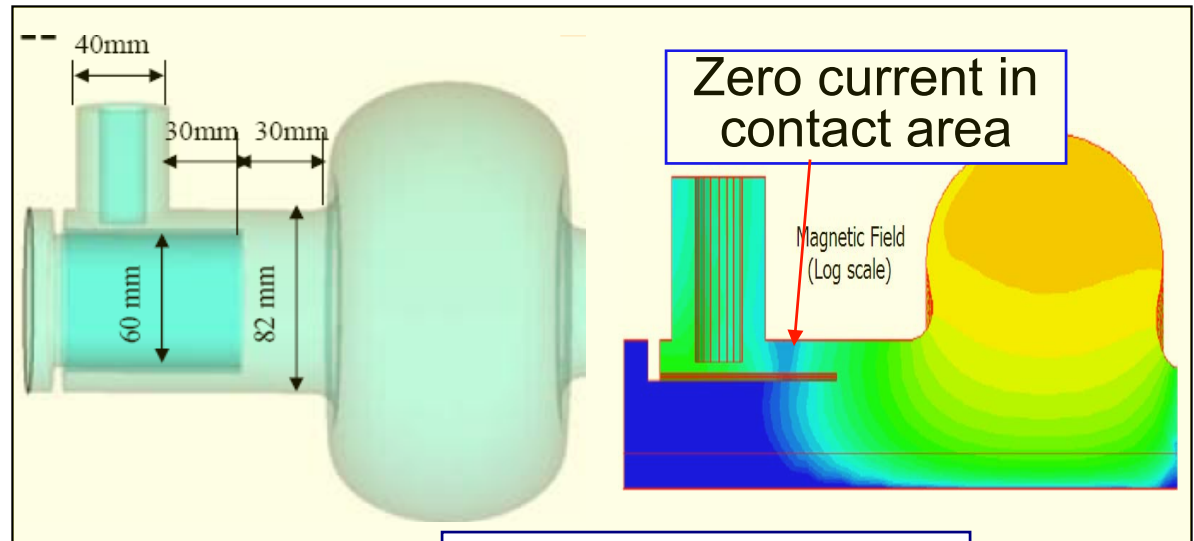 --
40mm
30mm 30mm
60 mm
82 mm
Zero current in
contact area
Magnetic Field
(Log scale)